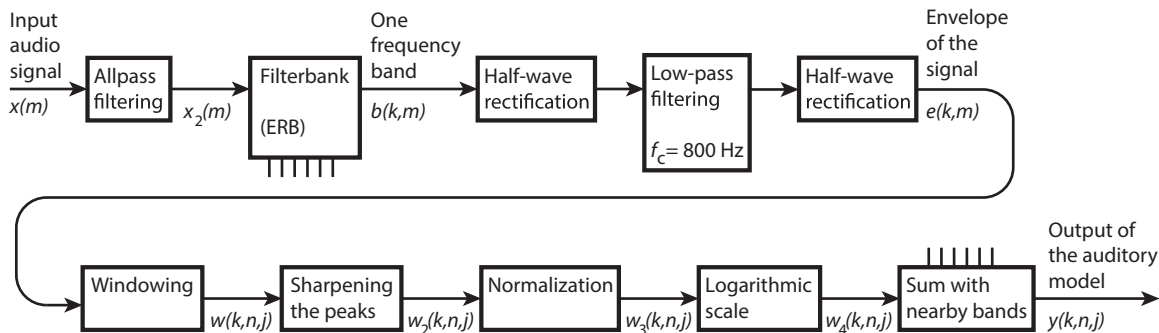 Input
audio
signal
x(m)
Allpass
filtering
x2(m)
Filterbank
(ERB)
One
frequency
band
b(k,m)
Half-wave
rectification
Low-pass
filtering
fc= 800 Hz
Half-wave
rectification
Envelope
of the
signal
e(k,m)
Windowing
w(k,n,j)
Sharpening
the peaks
w2(k,n,j)
Normalization
w3(k,n,j)
Logarithmic
scale
w4(k,n,j)
Sum with
nearby bands
Output of
the auditory
model
y(k,n,j)